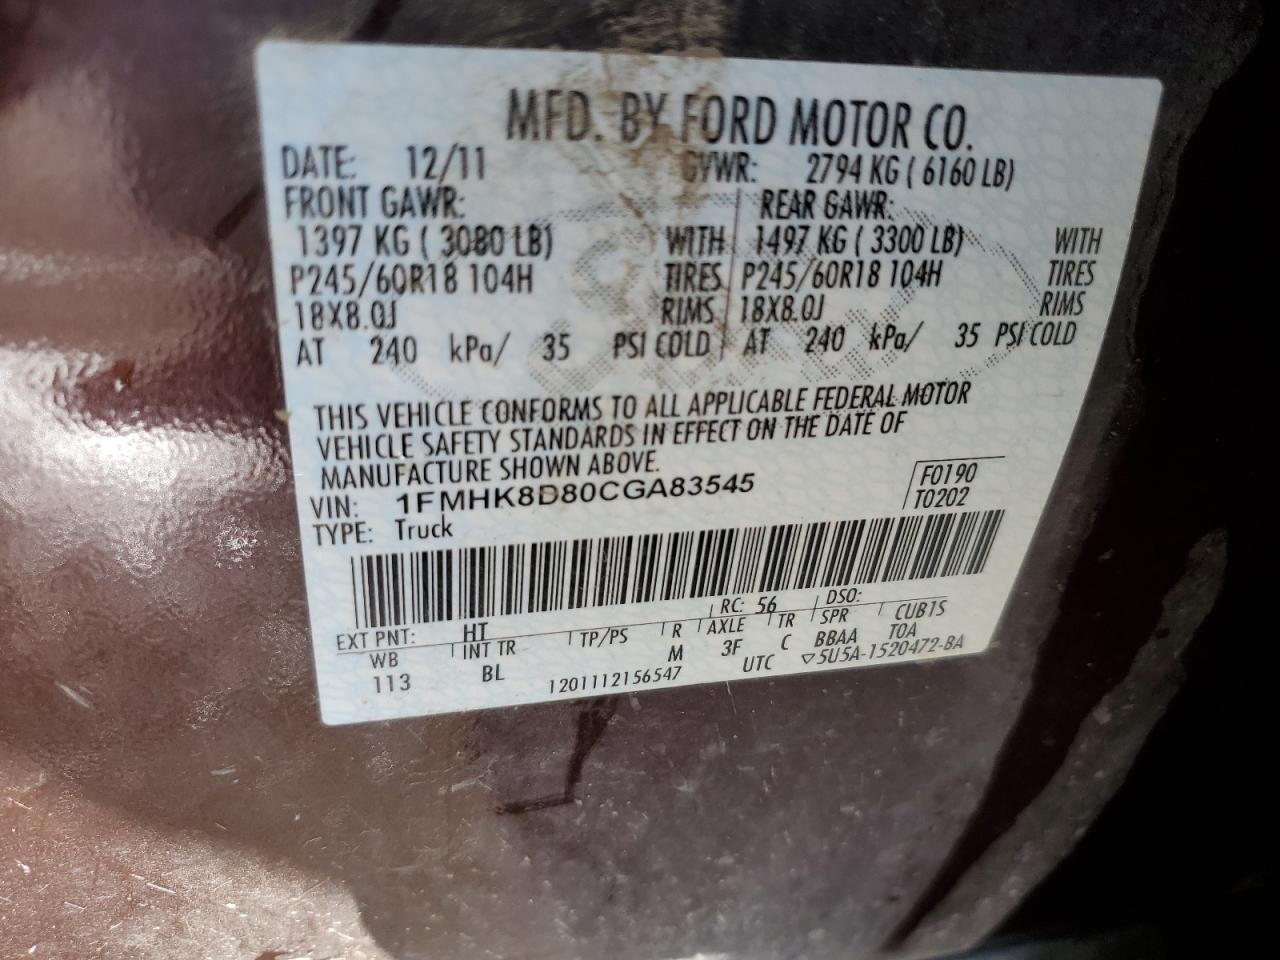 MFD. BY FORD MOTOR CO.
DATE: 12/11 GVWR: 2794 KG ( 6160 LB)
FRONT GAWR: REAR GAWR:
1397 KG ( 3080 LB) WITH 1497 KG ( 3300 LB) WITH
P245/60R18 104H TIRES P245/60R18 104H TIRES
18X8.0J RIMS 18X8.0J RIMS
AT 240 kPa/ 35 PSI COLD AT 240 kPa/ 35 PSI COLD
THIS VEHICLE CONFORMS TO ALL APPLICABLE FEDERAL MOTOR
VEHICLE SAFETY STANDARDS IN EFFECT ON THE DATE OF
MANUFACTURE SHOWN ABOVE.
VIN: 1FMHK8D80CGA83545 F0190
TYPE: Truck T0202
EXT PNT: HT RC: 56 DSO:
WB INT TR TP/PS R AXLE TR SPR CUB1S
113 BL M 3F C BBAA TOA
1201112156547 UTC ▽5U5A-1520472-BA